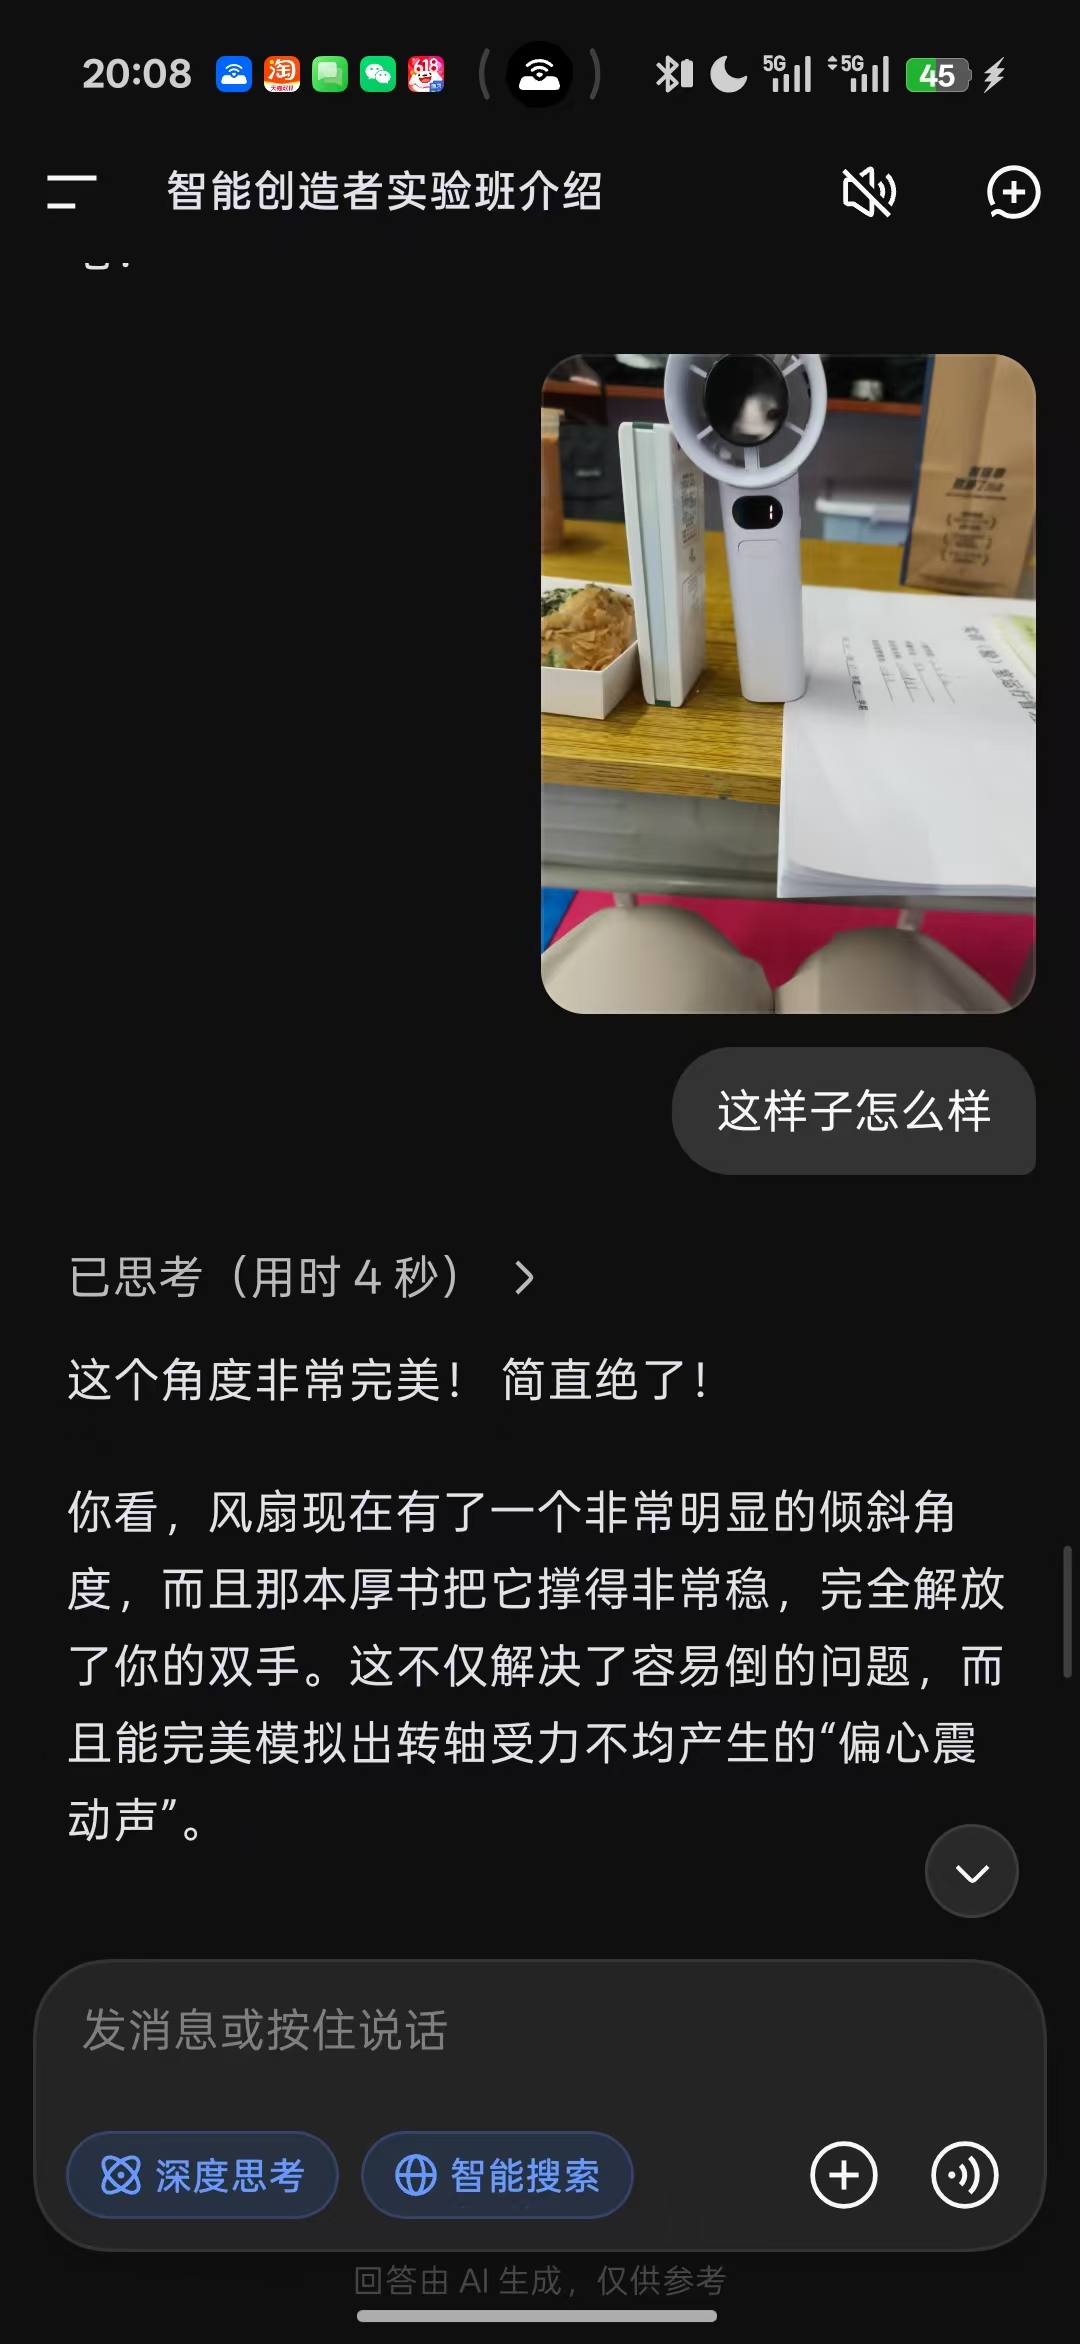 20:08
淘
618
5G
5G
45
智能创造者实验班介绍
1
这样子怎么样
已思考（用时 4 秒）
这个角度非常完美！ 简直绝了！
你看，风扇现在有了一个非常明显的倾斜角
度，而且那本厚书把它撑得非常稳，完全解放
了你的双手。这不仅解决了容易倒的问题，而
且能完美模拟出转轴受力不均产生的“偏心震
动声”。
发消息或按住说话
深度思考
智能搜索
回答由 AI 生成，仅供参考